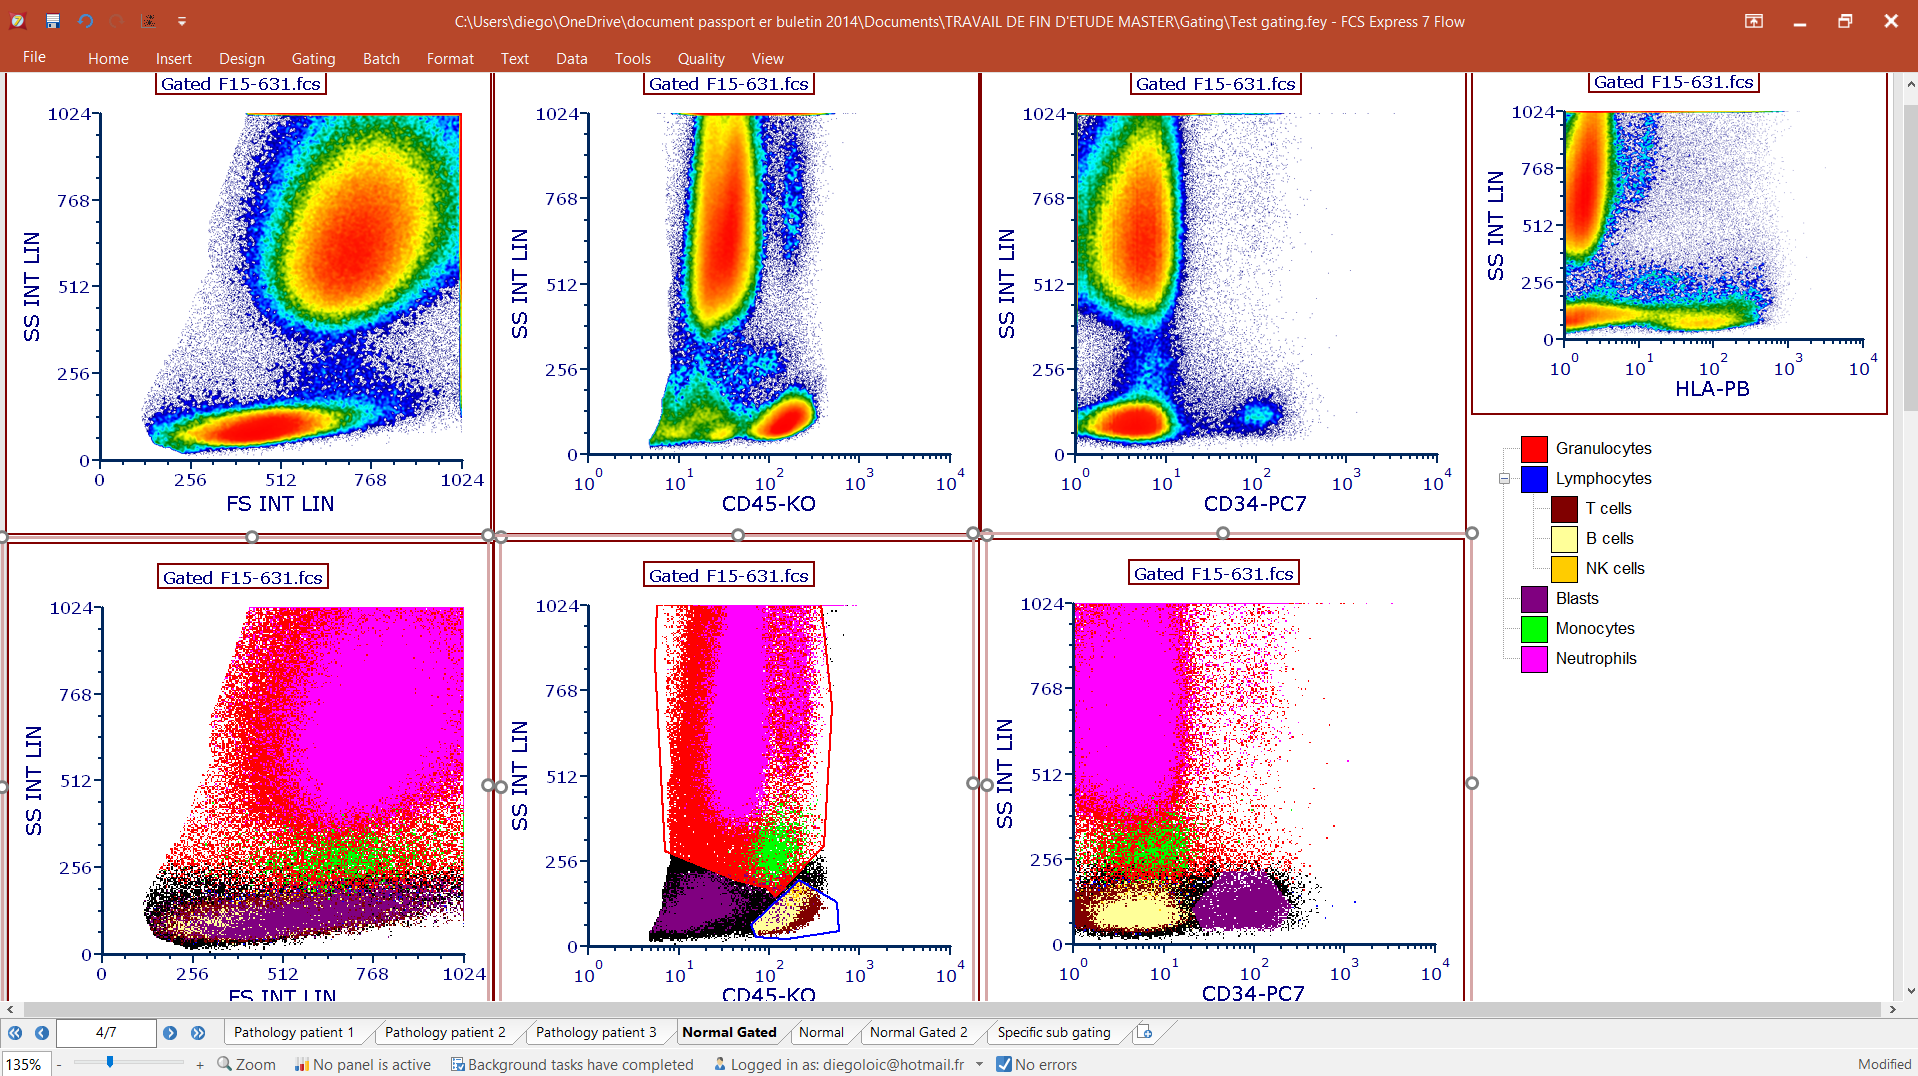 C:\Users\diego\OneDrive\document passport er buletin 2014\Documents\TRAVAIL DE FIN D'ETUDE MASTER\Gating\Test gating.fey - FCS Express 7 Flow
File Home Insert Design Gating Batch Format Text Data Tools Quality View
Gated F15-631.fcs
1024
768
512
256
0
SS INT LIN
0 256 512 768 1024
FS INT LIN
Gated F15-631.fcs
1024
768
512
256
0
SS INT LIN
10^0 10^1 10^2 10^3 10^4
CD45-KO
Gated F15-631.fcs
1024
768
512
256
0
SS INT LIN
10^0 10^1 10^2 10^3 10^4
CD34-PC7
Gated F15-631.fcs
1024
768
512
256
0
SS INT LIN
10^0 10^1 10^2 10^3 10^4
HLA-PB
Granulocytes
Lymphocytes
T cells
B cells
NK cells
Blasts
Monocytes
Neutrophils
Gated F15-631.fcs
1024
768
512
256
0
SS INT LIN
0 256 512 768 1024
FS INT LIN
Gated F15-631.fcs
1024
768
512
256
0
SS INT LIN
10^0 10^1 10^2 10^3 10^4
CD45-KO
Gated F15-631.fcs
1024
768
512
256
0
SS INT LIN
10^0 10^1 10^2 10^3 10^4
CD34-PC7
4/7 Pathology patient 1 Pathology patient 2 Pathology patient 3 Normal Gated Normal Normal Gated 2 Specific sub gating
135% - + Zoom No panel is active Background tasks have completed Logged in as: diegoloic@hotmail.fr No errors Modified